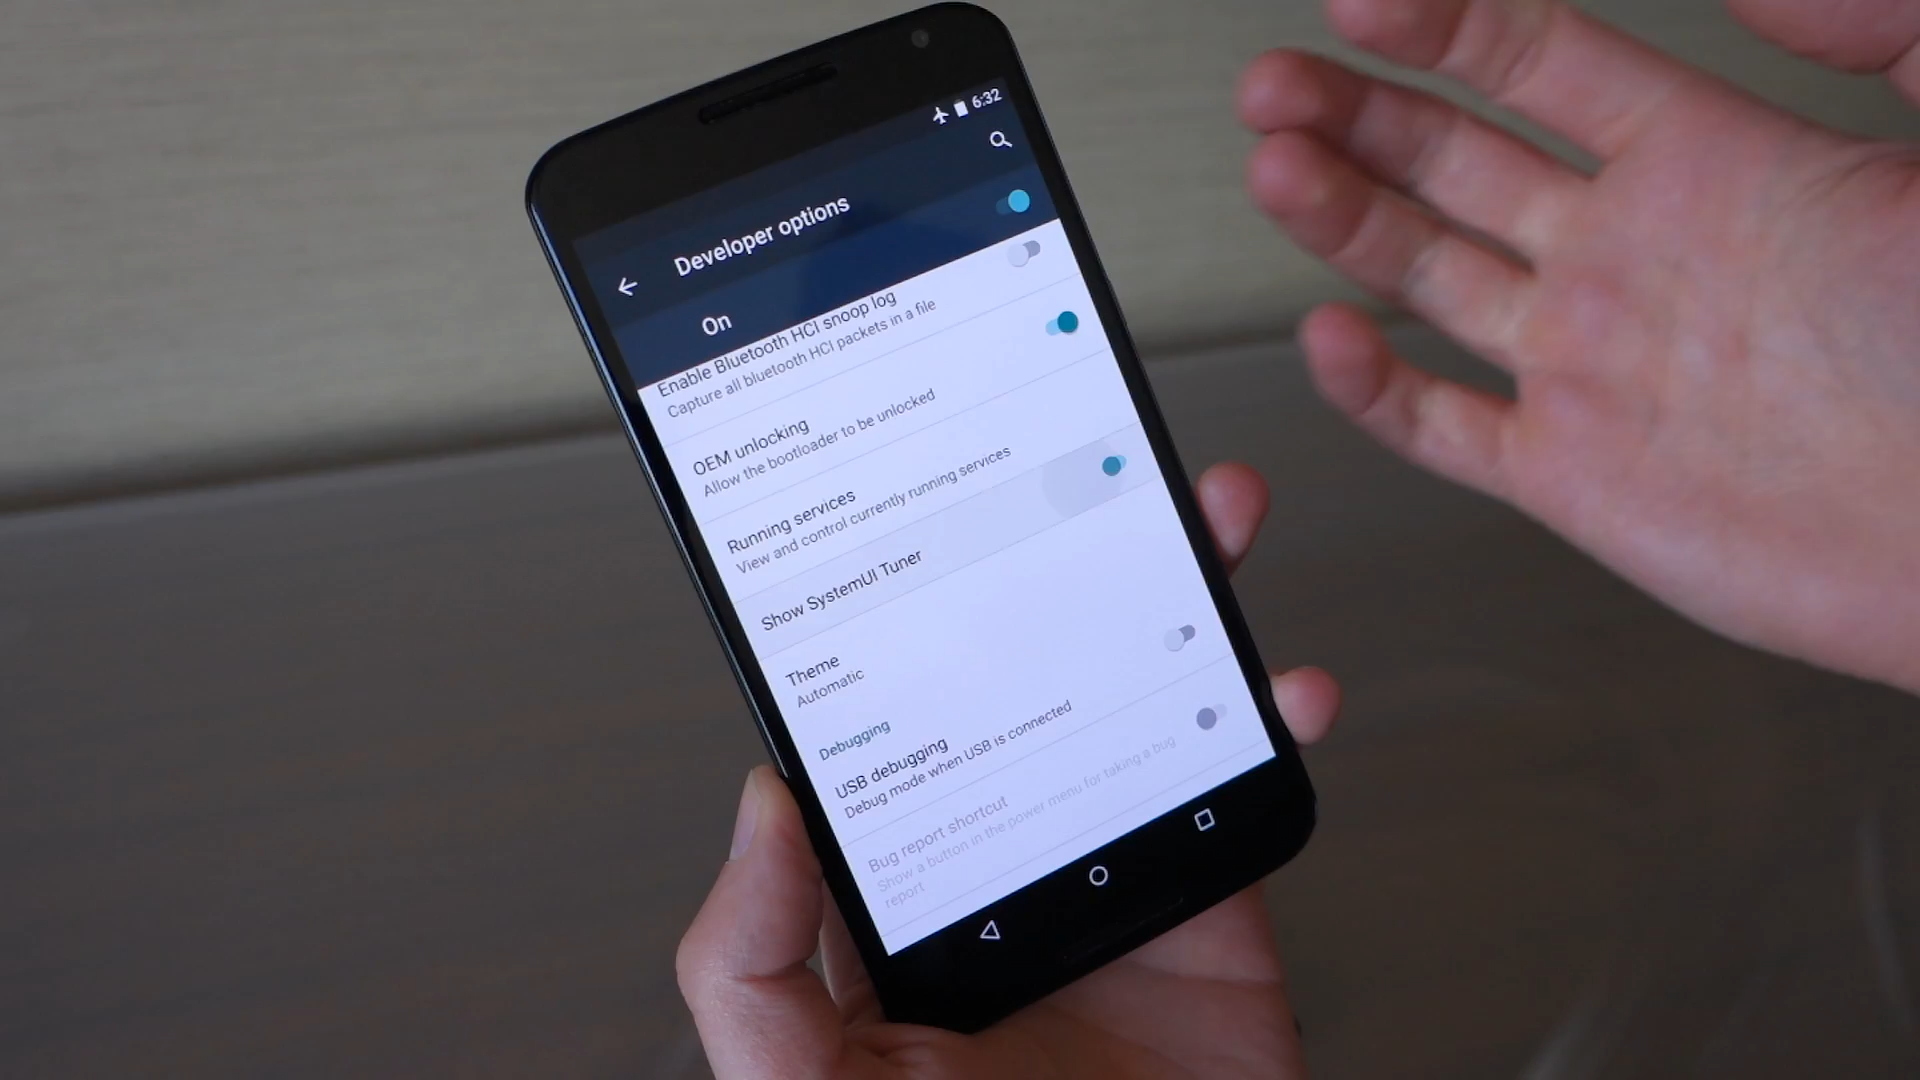 6:32
Developer options
On
Enable Bluetooth HCI snoop log
Capture all bluetooth HCI packets in a file
OEM unlocking
Allow the bootloader to be unlocked
Running services
View and control currently running services
Show SystemUI Tuner
Theme
Automatic
Debugging
USB debugging
Debug mode when USB is connected
Bug report shortcut
Show a button in the power menu for taking a bug
report